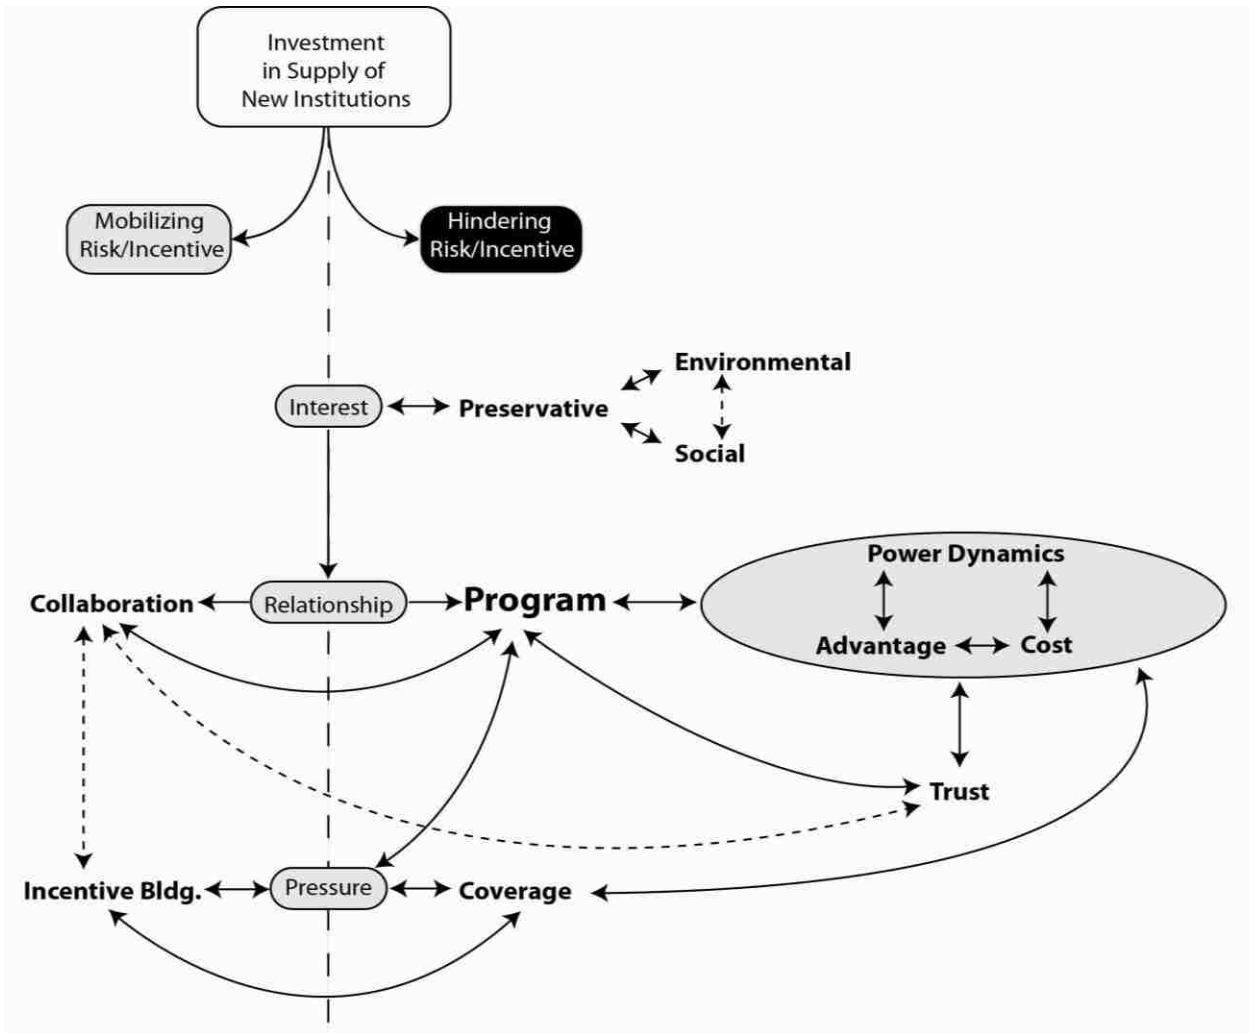 Investment
in Supply of
New Institutions
Mobilizing
Risk/Incentive
Hindering
Risk/Incentive
Environmental
Interest
Preservative
Social
Power Dynamics
Collaboration
Relationship
Program
Advantage
Cost
Trust
Incentive Bldg.
Pressure
Coverage